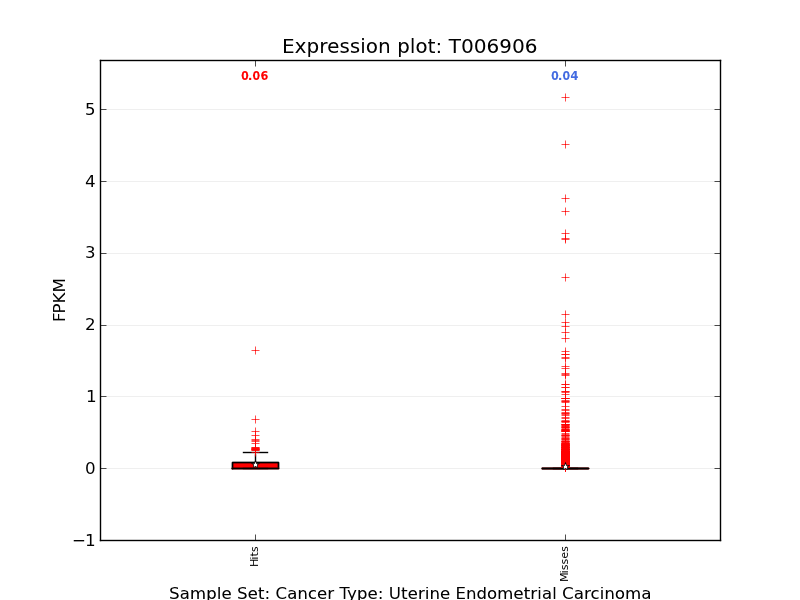 Expression plot: T006906
0.06
0.04
5
4
3
2
1
0
−1
FPKM
Hits
Misses
Sample Set: Cancer Type: Uterine Endometrial Carcinoma